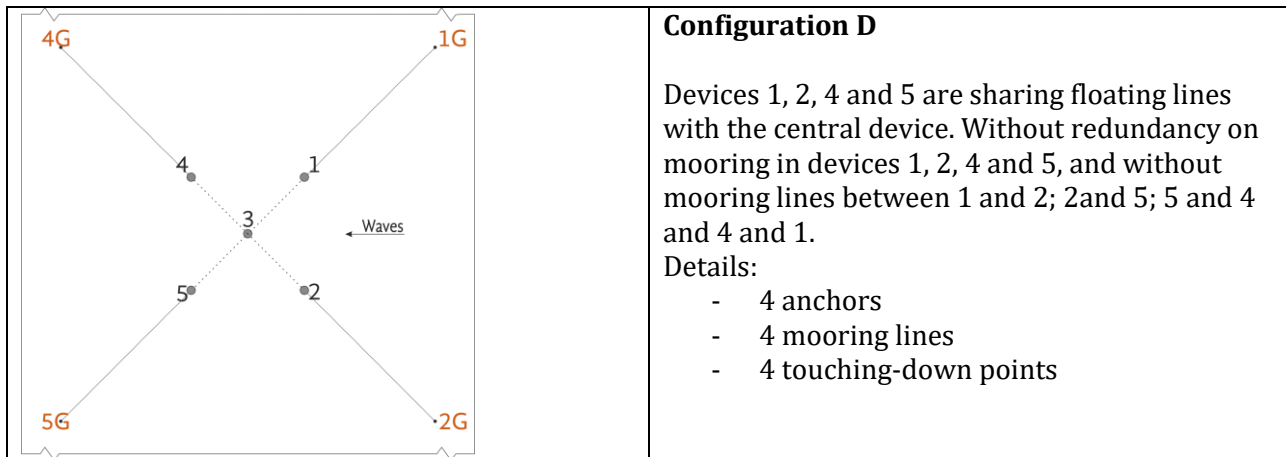 4G
1G
4
1
3
Waves
5
2
5G
2G
Configuration D
Devices 1, 2, 4 and 5 are sharing floating lines
with the central device. Without redundancy on
mooring in devices 1, 2, 4 and 5, and without
mooring lines between 1 and 2; 2and 5; 5 and 4
and 4 and 1.
Details:
- 4 anchors
- 4 mooring lines
- 4 touching-down points